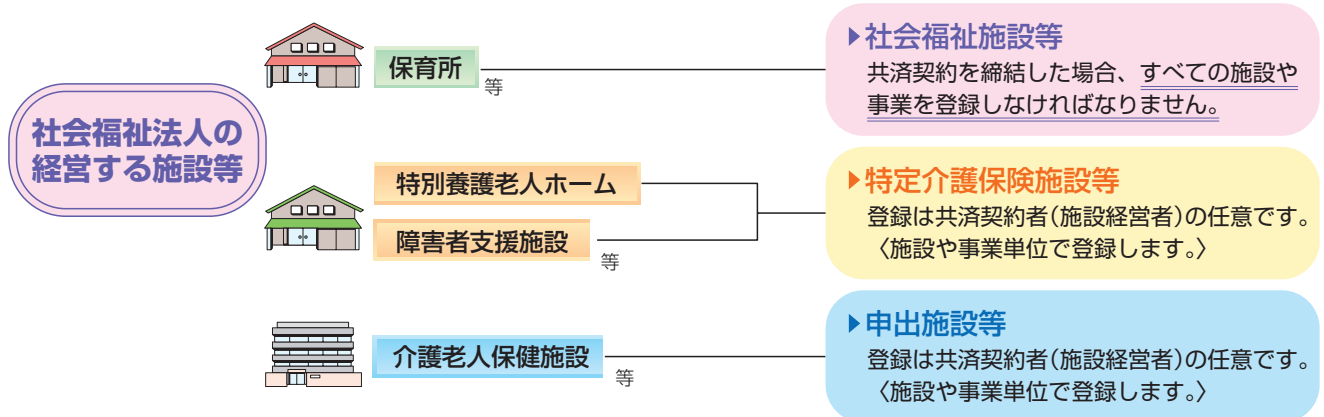 社会福祉法人の
経営する施設等
保育所
等
▶社会福祉施設等
共済契約を締結した場合、すべての施設や
事業を登録しなければなりません。
特別養護老人ホーム
障害者支援施設
等
▶特定介護保険施設等
登録は共済契約者(施設経営者)の任意です。
〈施設や事業単位で登録します。〉
介護老人保健施設
等
▶申出施設等
登録は共済契約者(施設経営者)の任意です。
〈施設や事業単位で登録します。〉